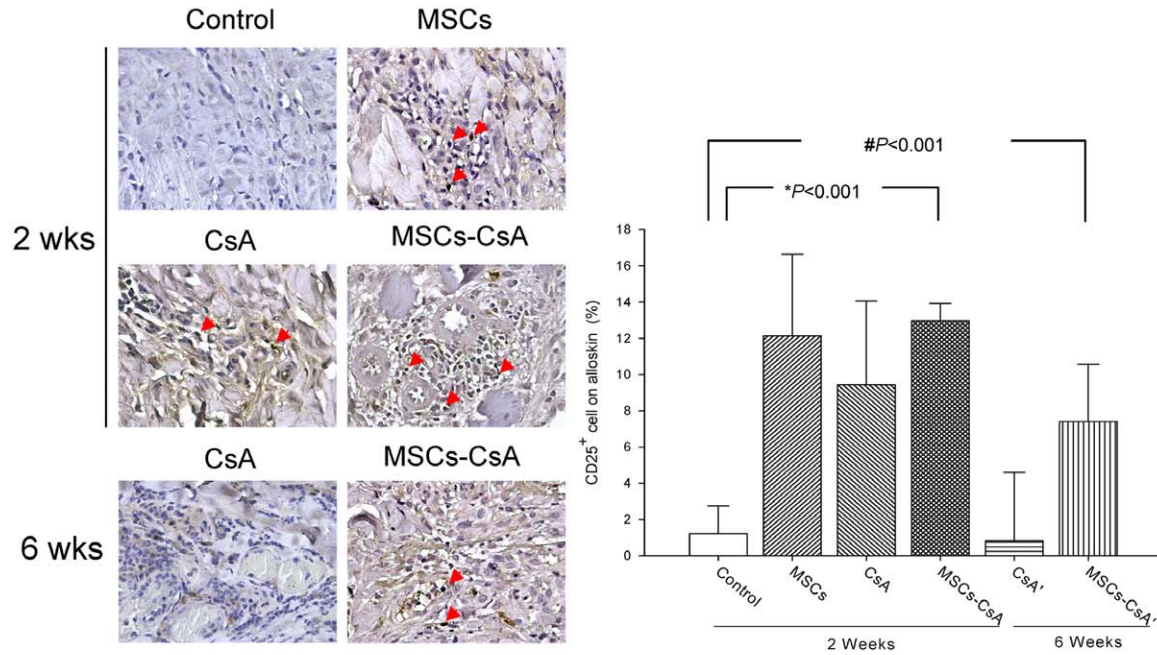 Control MSCs
2 wks
CsA MSCs-CsA
CsA MSCs-CsA
6 wks
#P<0.001
*P<0.001
CD25+ cell on alloskin (%)
18
16
14
12
10
8
6
4
2
0
Control MSCs CsA MSCs-CsA CsA' MSCs-CsA'
2 Weeks 6 Weeks